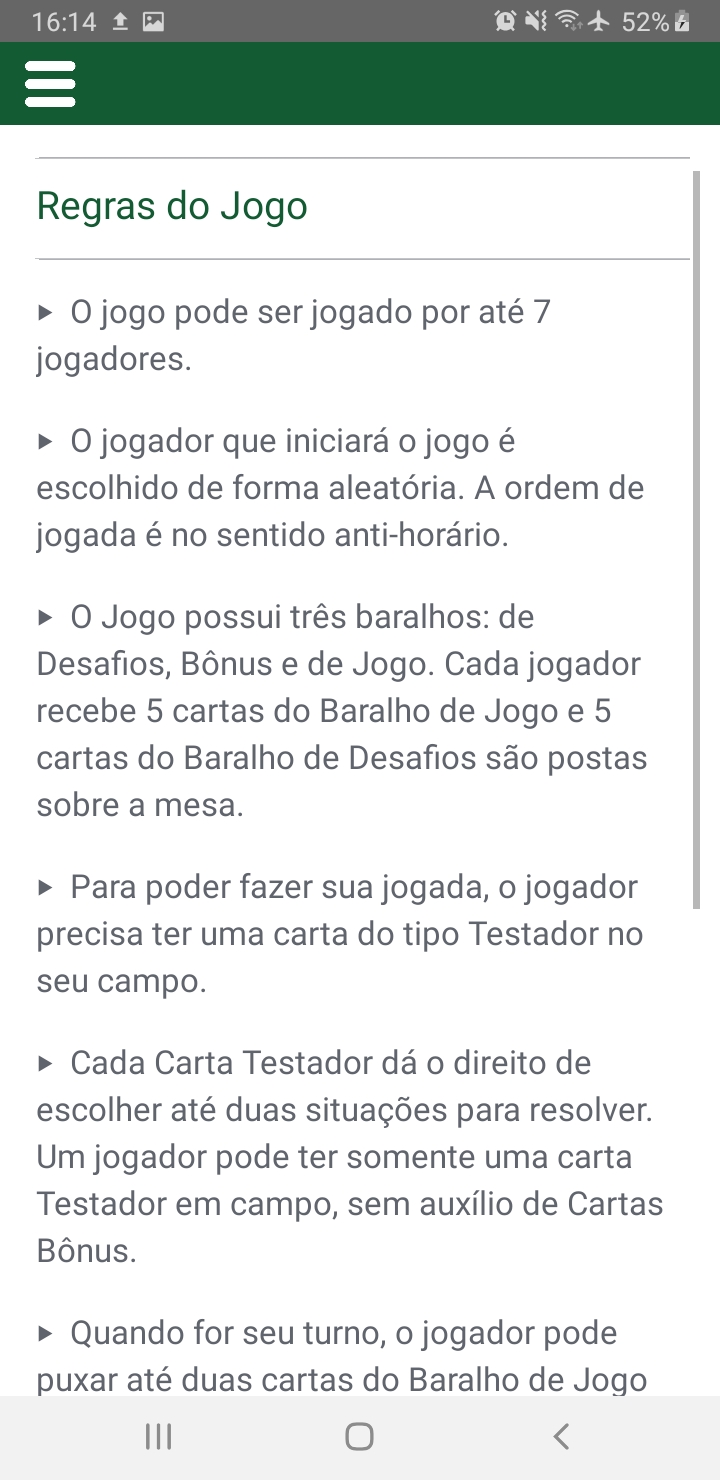 16:14
52%
Regras do Jogo
▸ O jogo pode ser jogado por até 7
jogadores.
▸ O jogador que iniciará o jogo é
escolhido de forma aleatória. A ordem de
jogada é no sentido anti-horário.
▸ O Jogo possui três baralhos: de
Desafios, Bônus e de Jogo. Cada jogador
recebe 5 cartas do Baralho de Jogo e 5
cartas do Baralho de Desafios são postas
sobre a mesa.
▸ Para poder fazer sua jogada, o jogador
precisa ter uma carta do tipo Testador no
seu campo.
▸ Cada Carta Testador dá o direito de
escolher até duas situações para resolver.
Um jogador pode ter somente uma carta
Testador em campo, sem auxílio de Cartas
Bônus.
▸ Quando for seu turno, o jogador pode
puxar até duas cartas do Baralho de Jogo